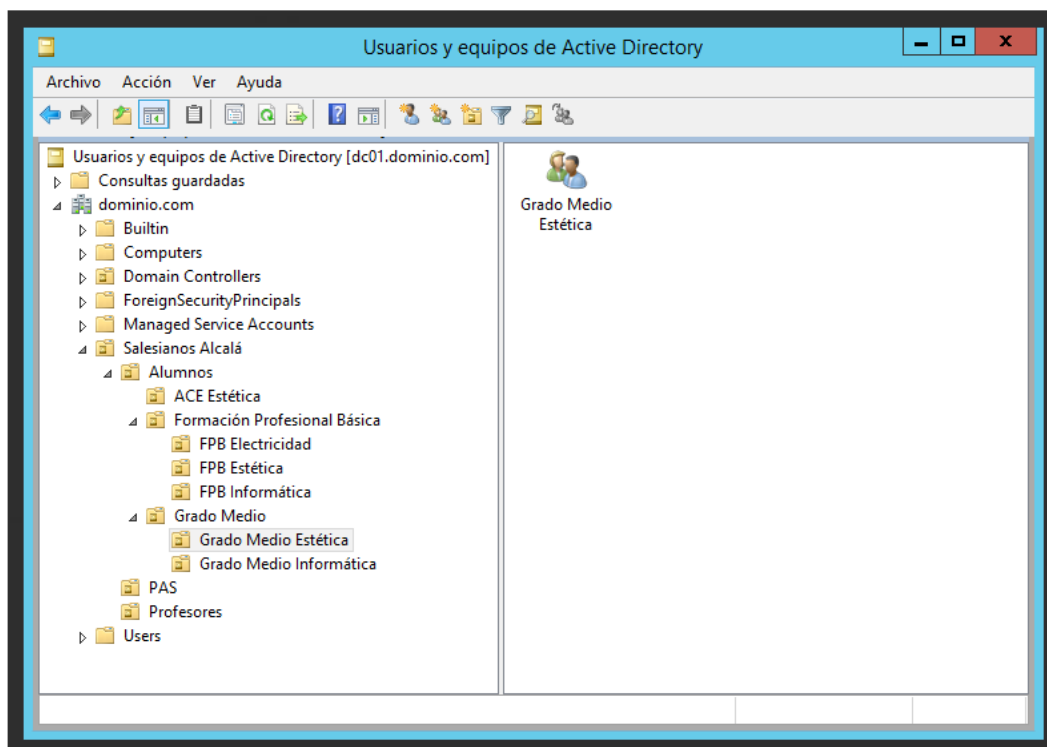 Usuarios y equipos de Active Directory
Archivo Acción Ver Ayuda
Usuarios y equipos de Active Directory [dc01.dominio.com]
Consultas guardadas
dominio.com
Builtin
Computers
Domain Controllers
ForeignSecurityPrincipals
Managed Service Accounts
Salesianos Alcalá
Alumnos
ACE Estética
Formación Profesional Básica
FPB Electricidad
FPB Estética
FPB Informática
Grado Medio
Grado Medio Estética
Grado Medio Informática
PAS
Profesores
Users
Grado Medio
Estética